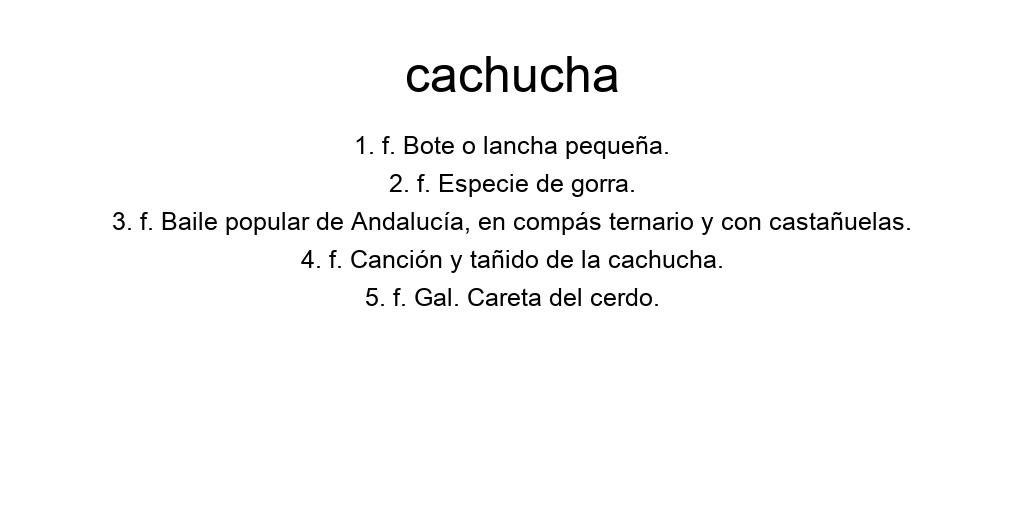 cachucha
1. f. Bote o lancha pequeña.
2. f. Especie de gorra.
3. f. Baile popular de Andalucía, en compás ternario y con castañuelas.
4. f. Canción y tañido de la cachucha.
5. f. Gal. Careta del cerdo.